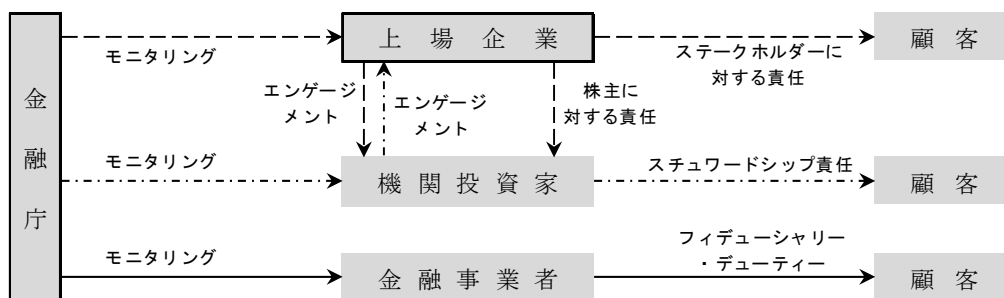 金融庁
モニタリング
上場企業
ステークホルダーに
対する責任
顧客
エンゲージ
メント
エンゲージ
メント
株主に
対する責任
モニタリング
機関投資家
スチュワードシップ責任
顧客
モニタリング
金融事業者
フィデューシャリー
・デューティー
顧客